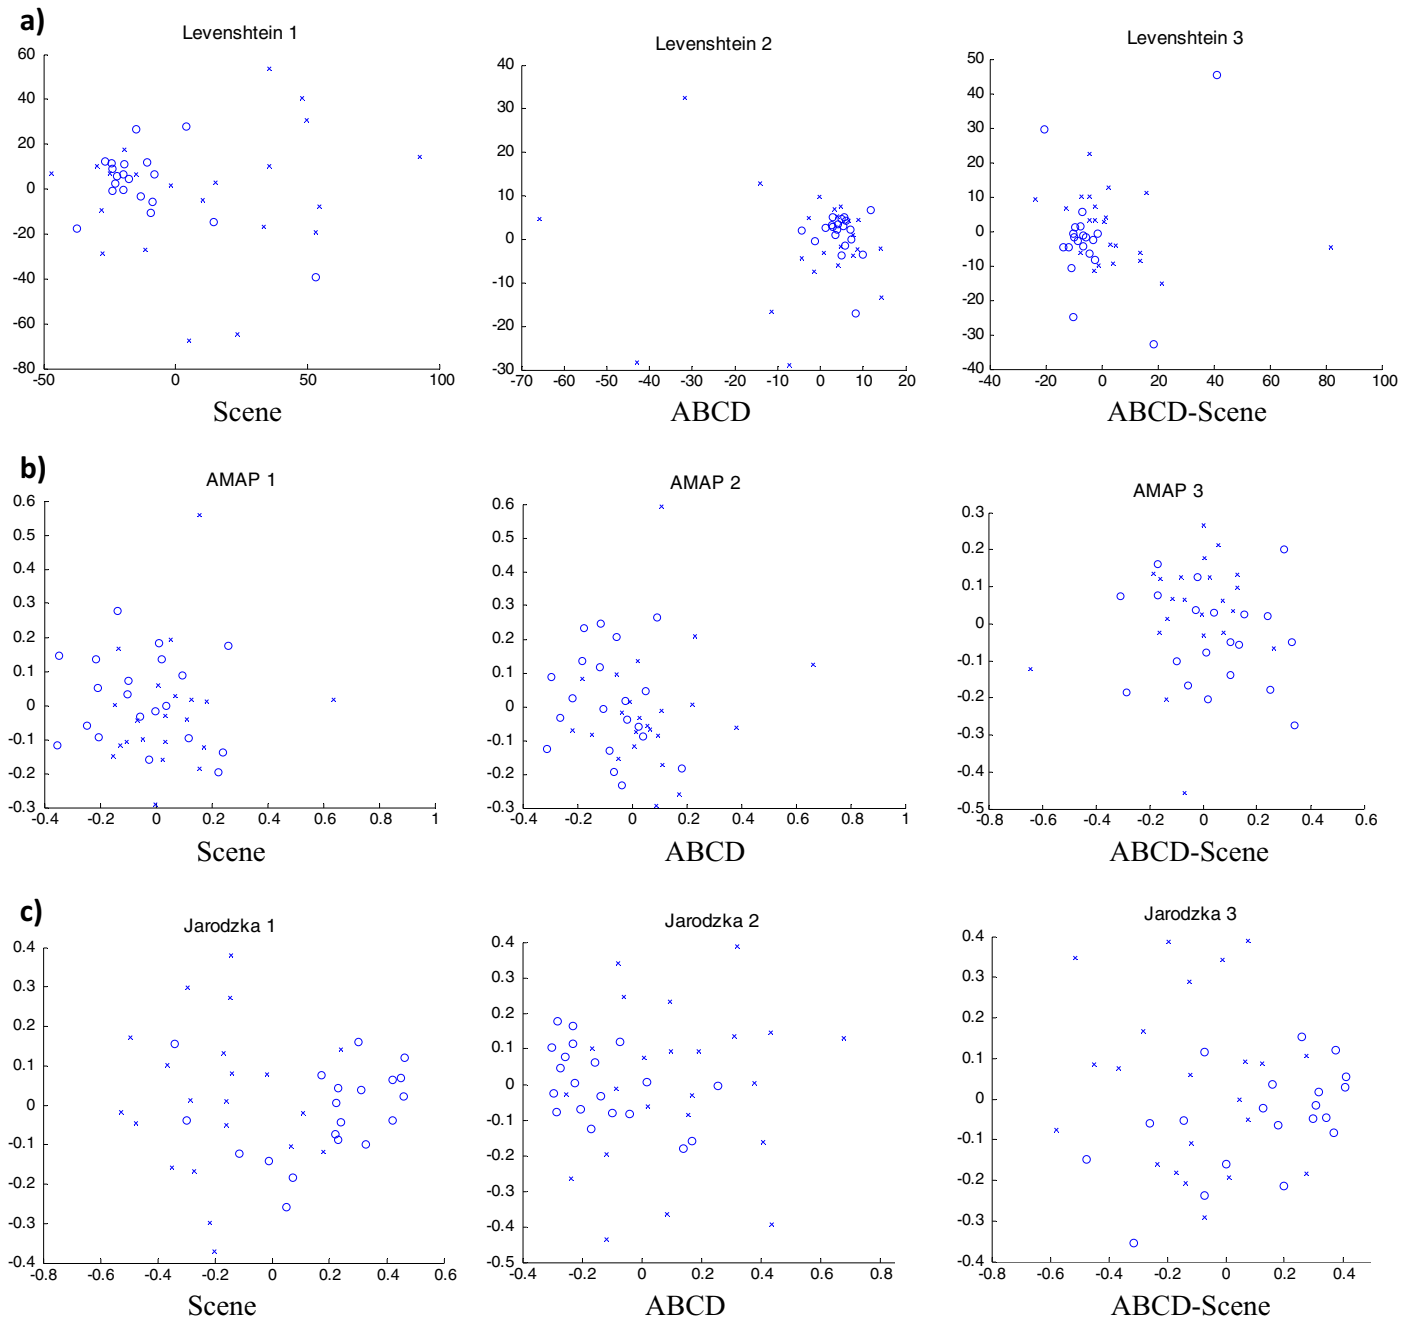 a)
Levenshtein 1
60
40
20
0
-20
-40
-60
-80
-50 0 50 100
Scene
Levenshtein 2
40
30
20
10
0
-10
-20
-30
-70 -60 -50 -40 -30 -20 -10 0 10 20
ABCD
Levenshtein 3
50
40
30
20
10
0
-10
-20
-30
-40
-40 -20 0 20 40 60 80 100
ABCD-Scene
b)
AMAP 1
0.6
0.5
0.4
0.3
0.2
0.1
0
-0.1
-0.2
-0.3
-0.4 -0.2 0 0.2 0.4 0.6 0.8 1
Scene
AMAP 2
0.6
0.5
0.4
0.3
0.2
0.1
0
-0.1
-0.2
-0.3
-0.4 -0.2 0 0.2 0.4 0.6 0.8 1
ABCD
AMAP 3
0.3
0.2
0.1
0
-0.1
-0.2
-0.3
-0.4
-0.5
-0.8 -0.6 -0.4 -0.2 0 0.2 0.4 0.6
ABCD-Scene
c)
Jarodzka 1
0.4
0.3
0.2
0.1
0
-0.1
-0.2
-0.3
-0.4
-0.8 -0.6 -0.4 -0.2 0 0.2 0.4 0.6
Scene
Jarodzka 2
0.4
0.3
0.2
0.1
0
-0.1
-0.2
-0.3
-0.4
-0.5
-0.4 -0.2 0 0.2 0.4 0.6 0.8
ABCD
Jarodzka 3
0.4
0.3
0.2
0.1
0
-0.1
-0.2
-0.3
-0.4
-0.8 -0.6 -0.4 -0.2 0 0.2 0.4
ABCD-Scene